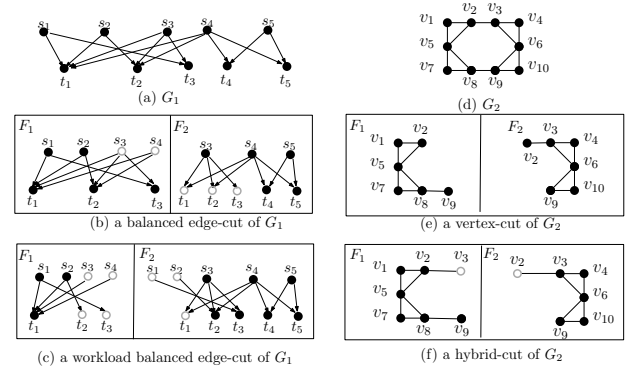 s1 s2 s3 s4 s5
t1 t2 t3 t4 t5
(a) G1
v1 v2 v3 v4
v5 v6
v7 v8 v9 v10
(d) G2
F1 F2
s1 s2 s3 s4 s3 s4 s5
t1 t2 t3 t1 t2 t3 t4 t5
(b) a balanced edge-cut of G1
F1 F2
v1 v2 v3 v4
v2
v5 v6
v7 v8 v9 v9 v10
(e) a vertex-cut of G2
F1 F2
s1 s2 s3 s4 s1 s2 s3 s4 s5
t1 t2 t3 t1 t2 t3 t4 t5
(c) a workload balanced edge-cut of G1
F1 F2
v1 v2 v3 v2 v3 v4
v5 v6
v7 v8 v9 v9 v10
(f) a hybrid-cut of G2